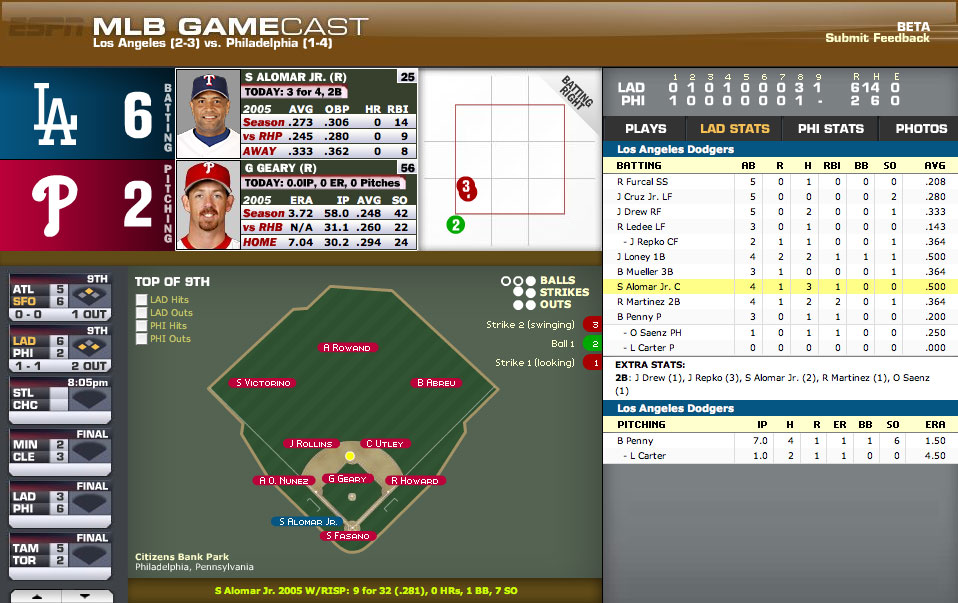 ESPN MLB GAMECAST
Los Angeles (2-3) vs. Philadelphia (1-4)
BETA
Submit Feedback
LA 6 BATTING
S ALOMAR JR. (R) 25
TODAY: 3 for 4, 2B
2005 AVG OBP HR RBI
Season .273 .306 0 14
vs RHP .245 .280 0 9
AWAY .333 .362 0 8
P 2 PITCHING
G GEARY (R) 56
TODAY: 0.0IP, 0 ER, 0 Pitches
2005 ERA IP AVG SO
Season 3.72 58.0 .248 42
vs RHB N/A 31.1 .260 22
HOME 7.04 30.2 .294 24
BATTING RIGHT
3
2
1 2 3 4 5 6 7 8 9 R H E
LAD 0 1 0 1 0 0 0 3 1 6 14 0
PHI 1 0 0 0 0 0 0 1 - 2 6 0
PLAYS LAD STATS PHI STATS PHOTOS
Los Angeles Dodgers
BATTING AB R H RBI BB SO AVG
R Furcal SS 5 0 1 0 0 0 .208
J Cruz Jr. LF 5 0 0 0 0 2 .280
J Drew RF 5 0 2 1 0 0 .333
R Ledee LF 3 0 1 0 0 0 .143
- J Repko CF 2 1 1 0 0 0 .364
J Loney 1B 4 2 2 1 1 1 .500
B Mueller 3B 3 1 0 0 1 0 .364
S Alomar Jr. C 4 1 3 1 0 0 .500
R Martinez 2B 4 1 2 2 0 1 .364
B Penny P 3 0 1 1 0 0 .200
- O Saenz PH 1 0 1 1 0 0 .250
- L Carter P 0 0 0 0 0 0 .000
EXTRA STATS:
2B: J Drew (1), J Repko (3), S Alomar Jr. (2), R Martinez (1), O Saenz
(1)
Los Angeles Dodgers
PITCHING IP H R ER BB SO ERA
B Penny 7.0 4 1 1 1 6 1.50
- L Carter 1.0 2 1 1 0 0 4.50
9TH
ATL 5
SFO 6
0 - 0 1 OUT
9TH
LAD 6
PHI 2
1 - 1 2 OUT
8:05pm
STL
CHC
FINAL
MIN 2
CLE 3
FINAL
LAD 3
PHI 6
FINAL
TAM 5
TOR 2
TOP OF 9TH
LAD Hits
LAD Outs
PHI Hits
PHI Outs
BALLS
STRIKES
OUTS
Strike 2 (swinging) 3
Ball 1 2
Strike 1 (looking) 1
A ROWAND
S VICTORINO
B ABREU
J ROLLINS
C UTLEY
A O. NUNEZ
G GEARY
R HOWARD
S ALOMAR JR.
S FASANO
Citizens Bank Park
Philadelphia, Pennsylvania
S Alomar Jr. 2005 W/RISP: 9 for 32 (.281), 0 HRs, 1 BB, 7 SO